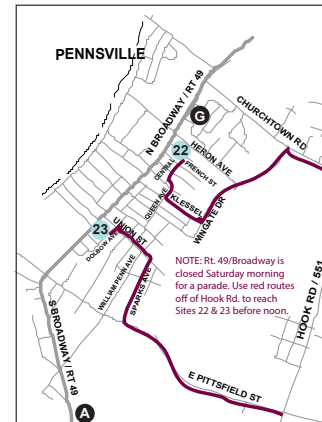 PENNSVILLE
N BROADWAY / RT 49
G
CHURCHTOWN RD
22
HERON AVE
CENTRAL
FRENCH ST
QUEEN AVE
KLESSEL
WINGATE DR
23
UNION ST
DOLBOW AVE
WILLIAM PENN AVE
SPARKS AVE
NOTE: Rt. 49/Broadway is
closed Saturday morning
for a parade. Use red routes
off of Hook Rd. to reach
Sites 22 & 23 before noon.
S BROADWAY / RT 49
HOOK RD / 551
E PITTSFIELD ST
A